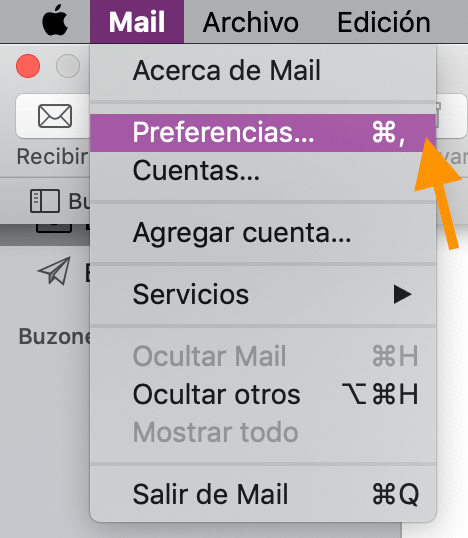 Mail Archivo Edición
Acerca de Mail
Preferencias... ⌘,
Recibir
Cuentas...
Agregar cuenta...
Servicios ▶
Buzone
Ocultar Mail ⌘H
Ocultar otros ⌥⌘H
Mostrar todo
Salir de Mail ⌘Q